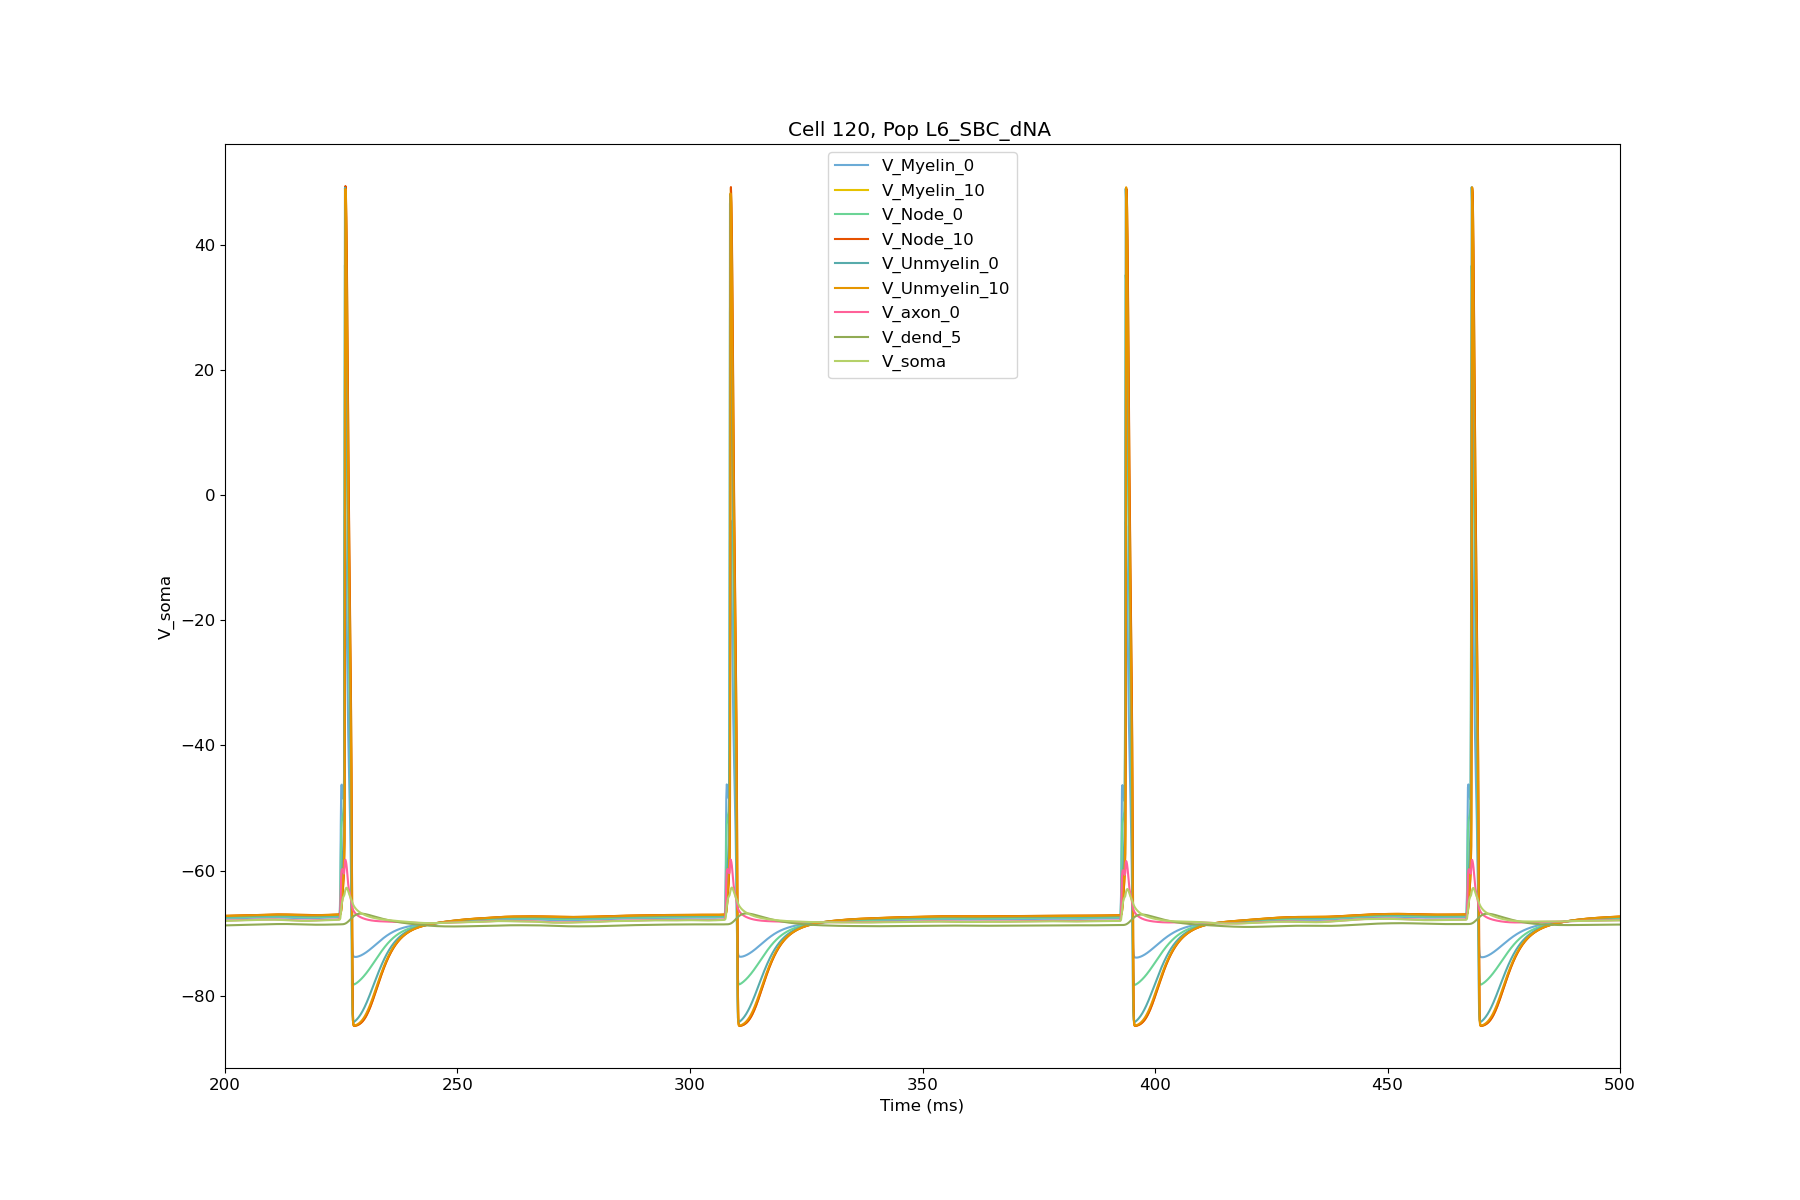 Cell 120, Pop L6_SBC_dNA
V_Myelin_0
V_Myelin_10
V_Node_0
V_Node_10
V_Unmyelin_0
V_Unmyelin_10
V_axon_0
V_dend_5
V_soma
40
20
0
−20
−40
−60
−80
V_soma
200 250 300 350 400 450 500
Time (ms)